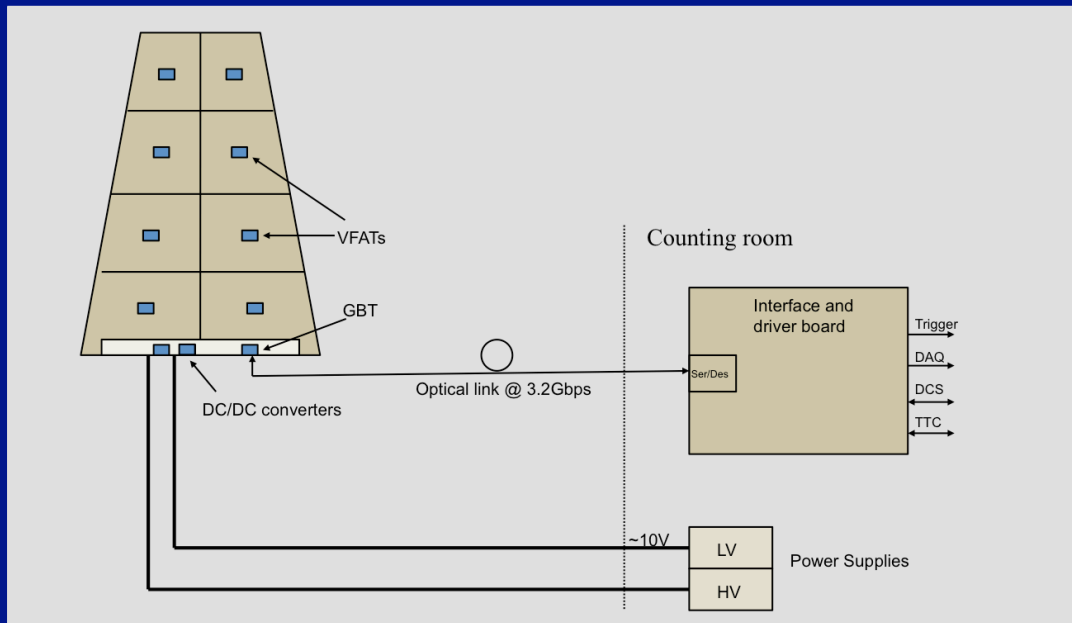 VFATs
Counting room
GBT
Interface and
driver board
Trigger
DAQ
DCS
TTC
Ser/Des
Optical link @ 3.2Gbps
DC/DC converters
~10V
LV
Power Supplies
HV